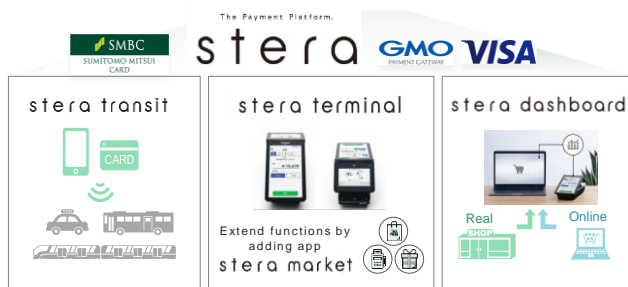 The Payment Platform.
SMBC
SUMITOMO MITSUI
CARD
stera
GMO
PAYMENT GATEWAY
VISA
stera transit
CARD
stera terminal
Extend functions by
adding app
stera market
stera dashboard
Real
SHOP
Online